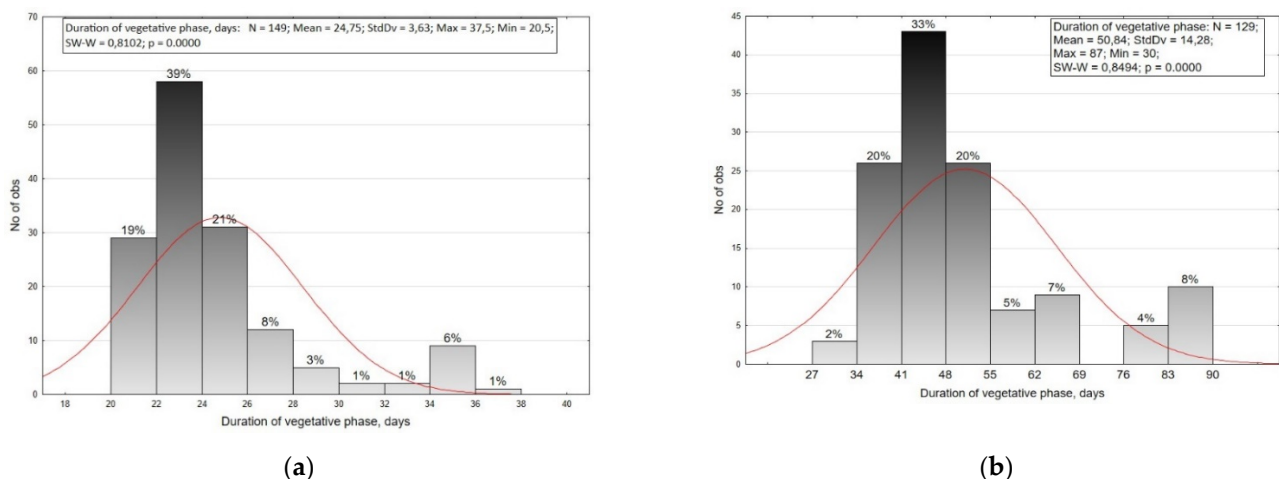 Duration of vegetative phase, days: N = 149; Mean = 24,75; StdDv = 3,63; Max = 37,5; Min = 20,5;
SW-W = 0,8102; p = 0.0000
70
60
50
40
30
20
10
0
No of obs
19%
39%
21%
8%
3%
1%
1%
6%
1%
18 20 22 24 26 28 30 32 34 36 38 40
Duration of vegetative phase, days
(a)
Duration of vegetative phase: N = 129;
Mean = 50,84; StdDv = 14,28;
Max = 87; Min = 30;
SW-W = 0,8494; p = 0.0000
45
40
35
30
25
20
15
10
5
0
No of obs
2%
20%
33%
20%
5%
7%
4%
8%
27 34 41 48 55 62 69 76 83 90
Duration of vegetative phase, days
(b)